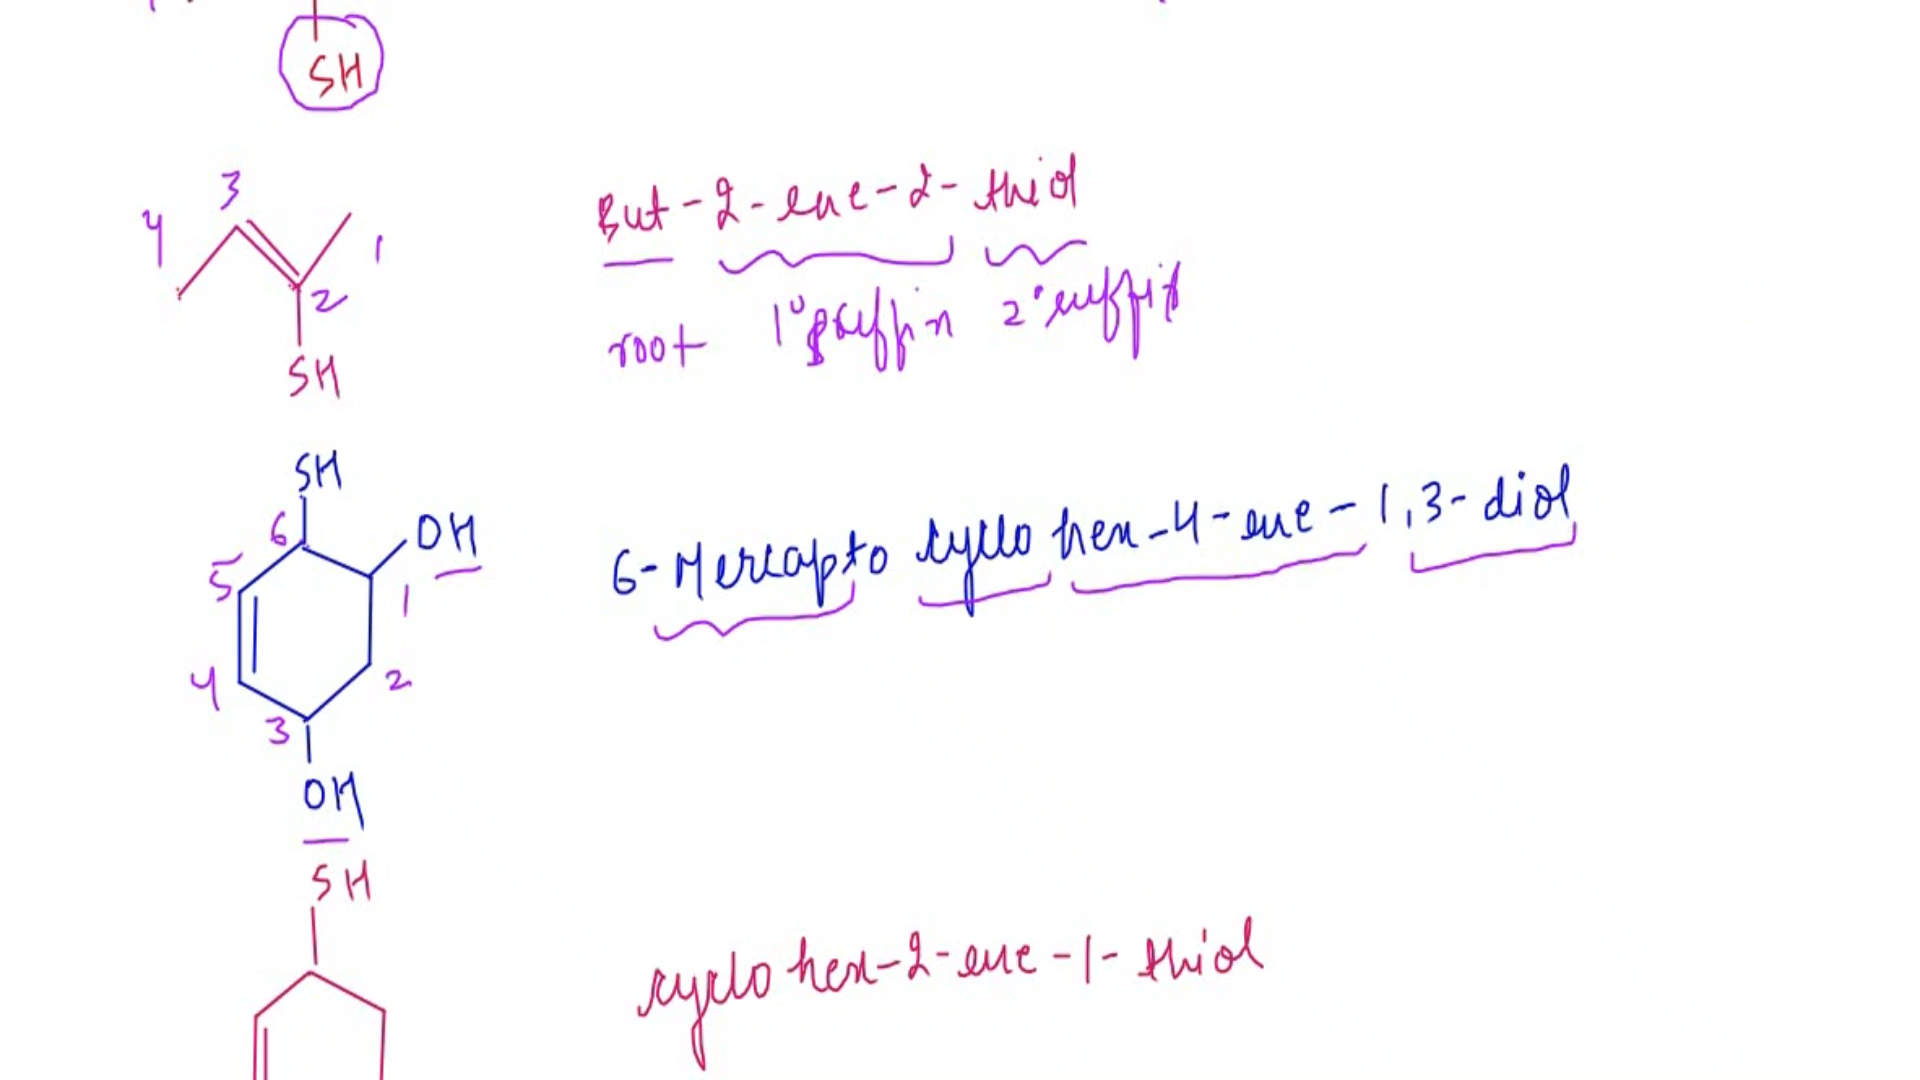 SH
3
4
1
2
SH
But-2-ene-2-thiol
root 1° suffix 2° suffix
SH
6
OH
5
1
4
2
3
OH
6-Mercapto cyclo hex-4-ene-1,3-diol
SH
cyclo hex-2-ene-1-thiol